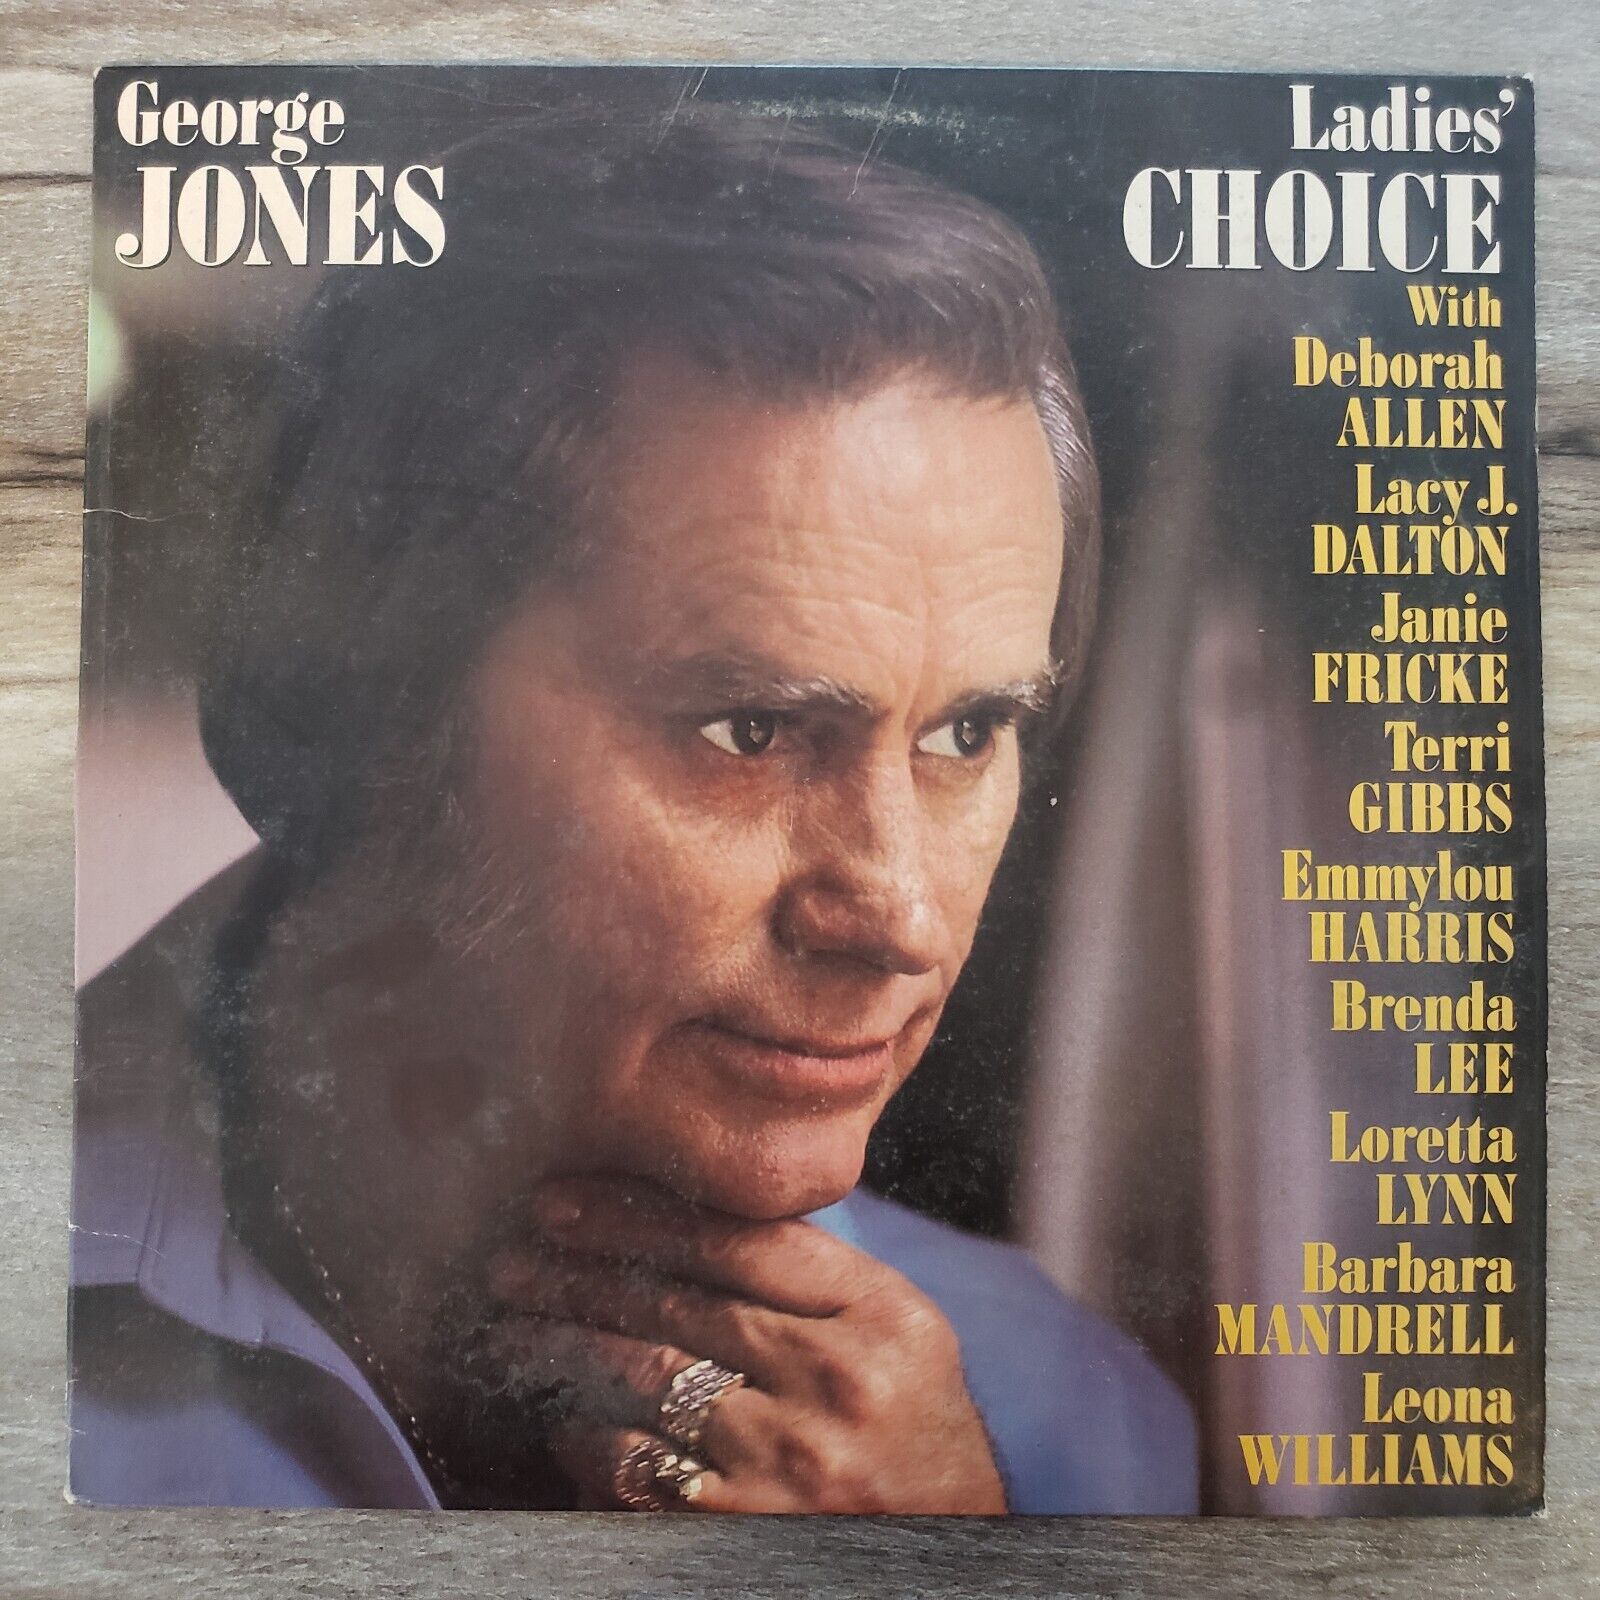 George
JONES
Ladies'
CHOICE
With
Deborah
ALLEN
Lacy J.
DALTON
Janie
FRICKE
Terri
GIBBS
Emmylou
HARRIS
Brenda
LEE
Loretta
LYNN
Barbara
MANDRELL
Leona
WILLIAMS